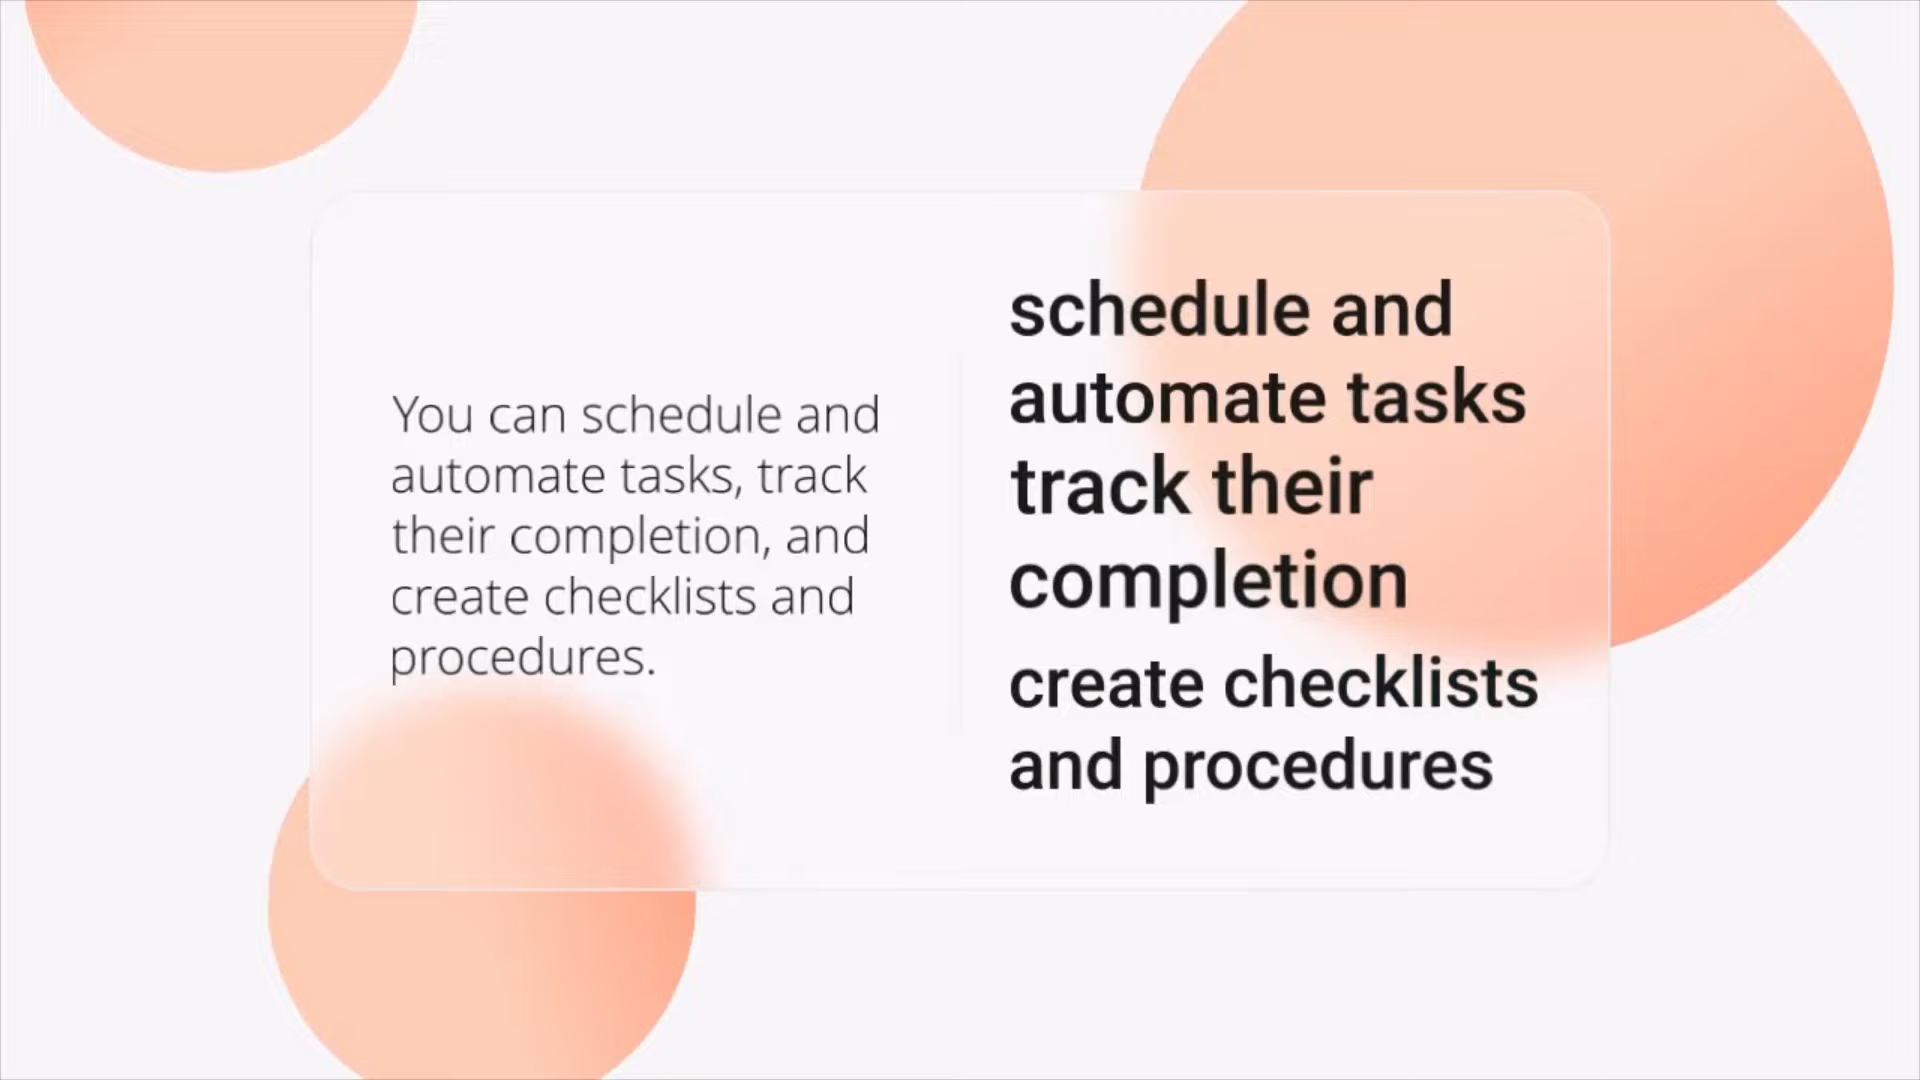 You can schedule and
automate tasks, track
their completion, and
create checklists and
procedures.
schedule and
automate tasks
track their
completion
create checklists
and procedures